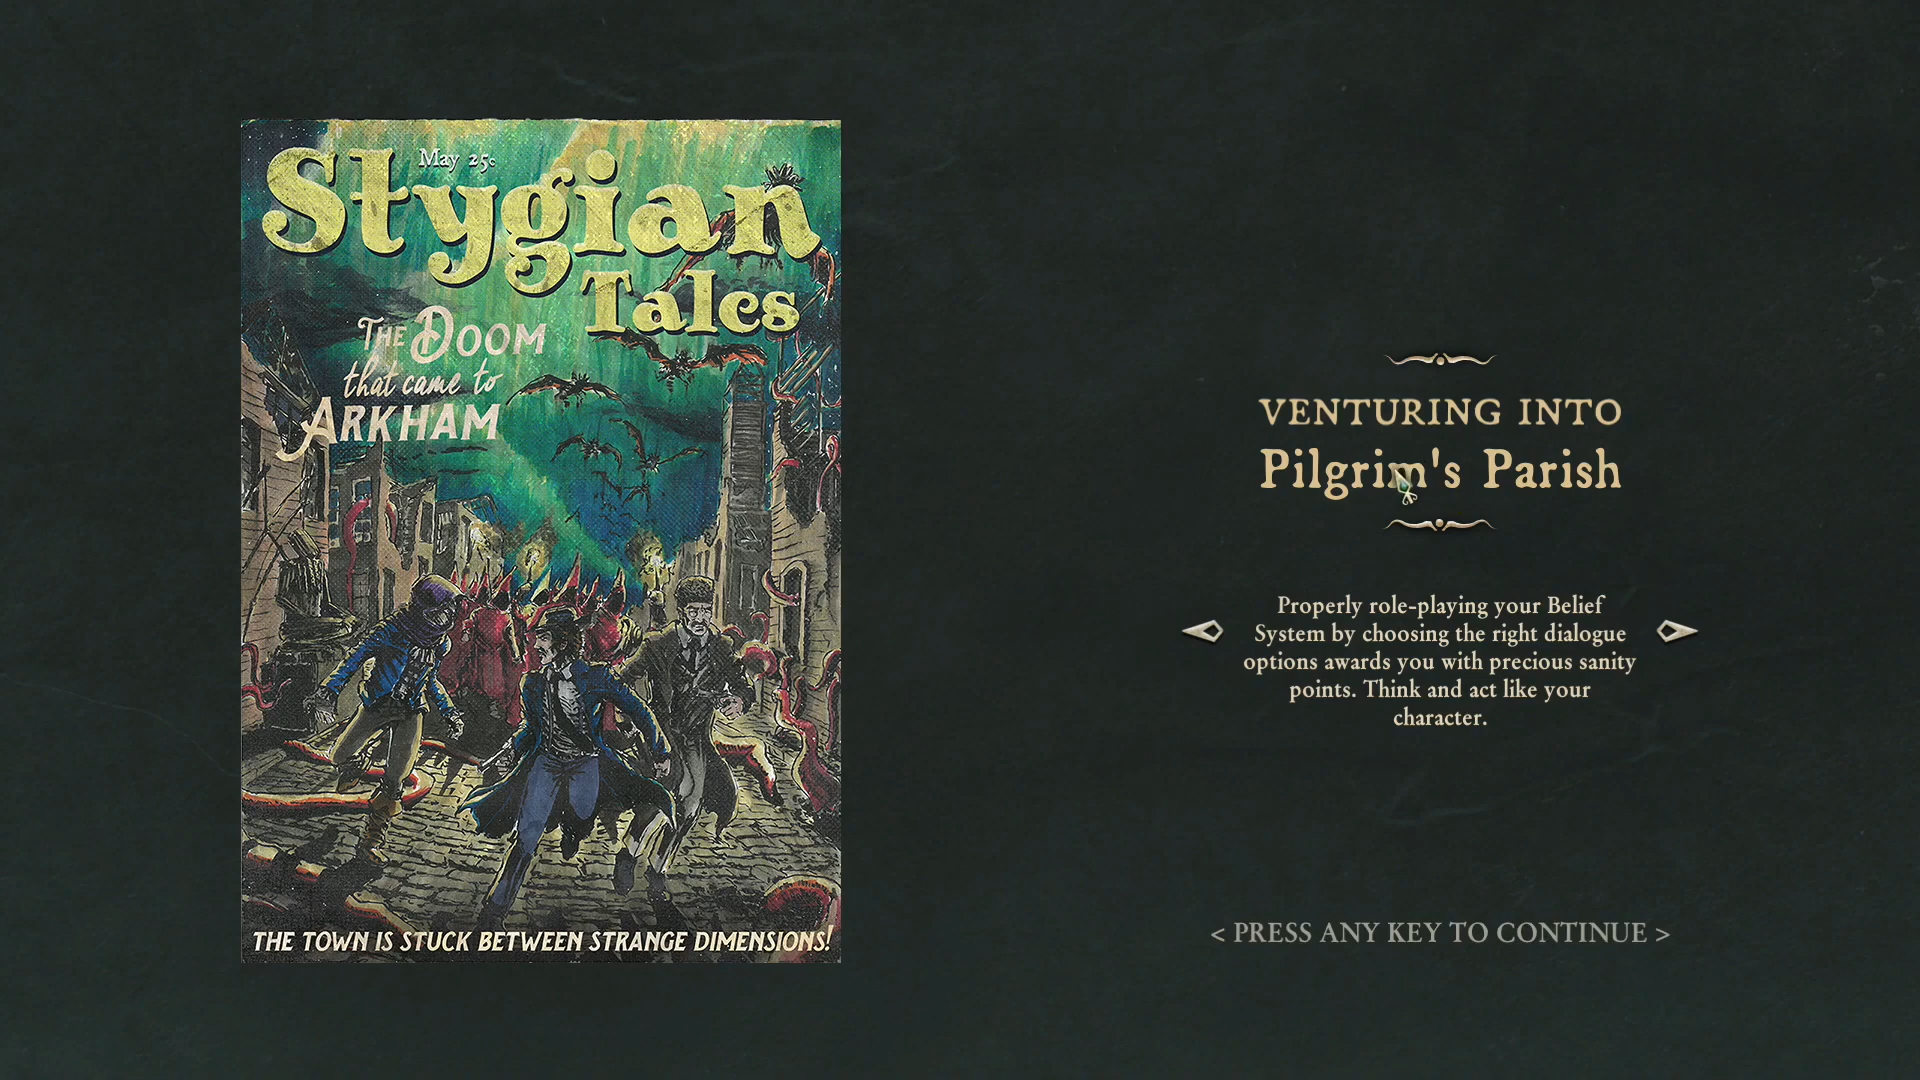 May 25c
Stygian
Tales
The Doom
that came to
Arkham
THE TOWN IS STUCK BETWEEN STRANGE DIMENSIONS!
VENTURING INTO
Pilgrim's Parish
Properly role-playing your Belief
System by choosing the right dialogue
options awards you with precious sanity
points. Think and act like your
character.
< PRESS ANY KEY TO CONTINUE >